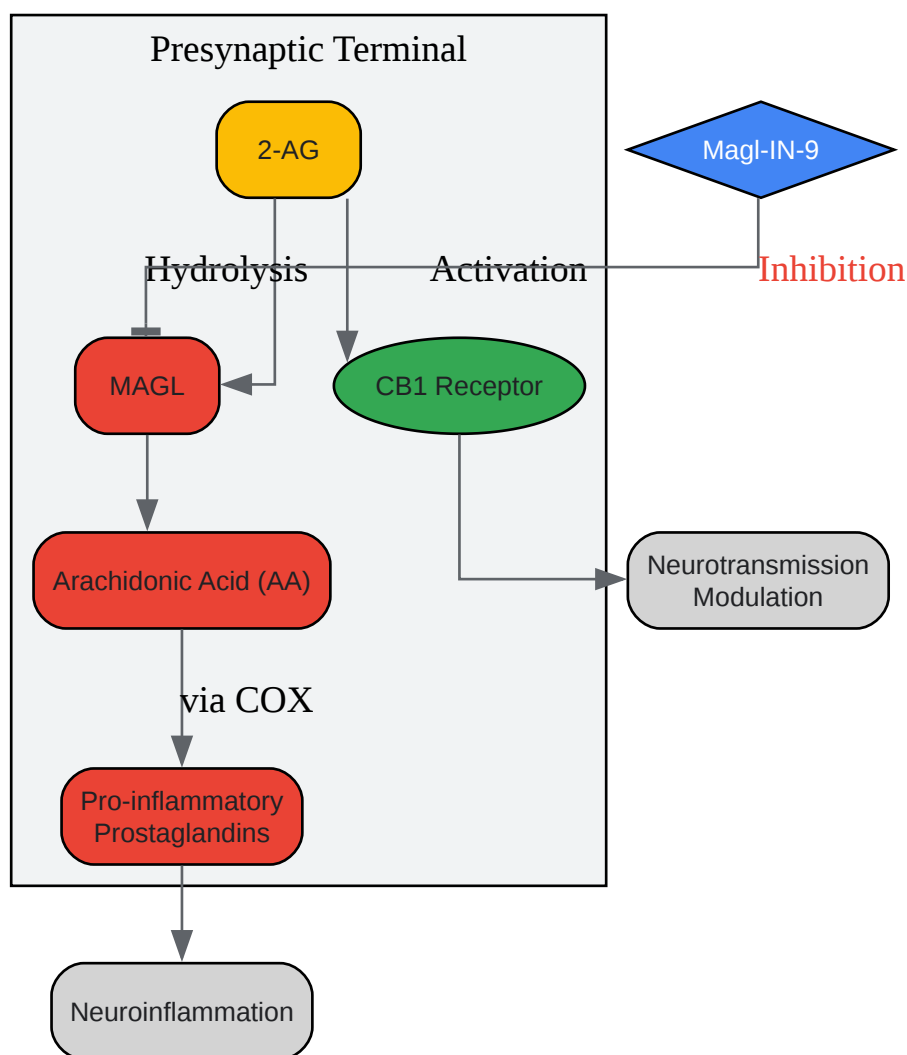 Presynaptic Terminal
2-AG
Magl-IN-9
Hydrolysis
Activation
Inhibition
MAGL
CB1 Receptor
Arachidonic Acid (AA)
Neurotransmission
Modulation
via COX
Pro-inflammatory
Prostaglandins
Neuroinflammation